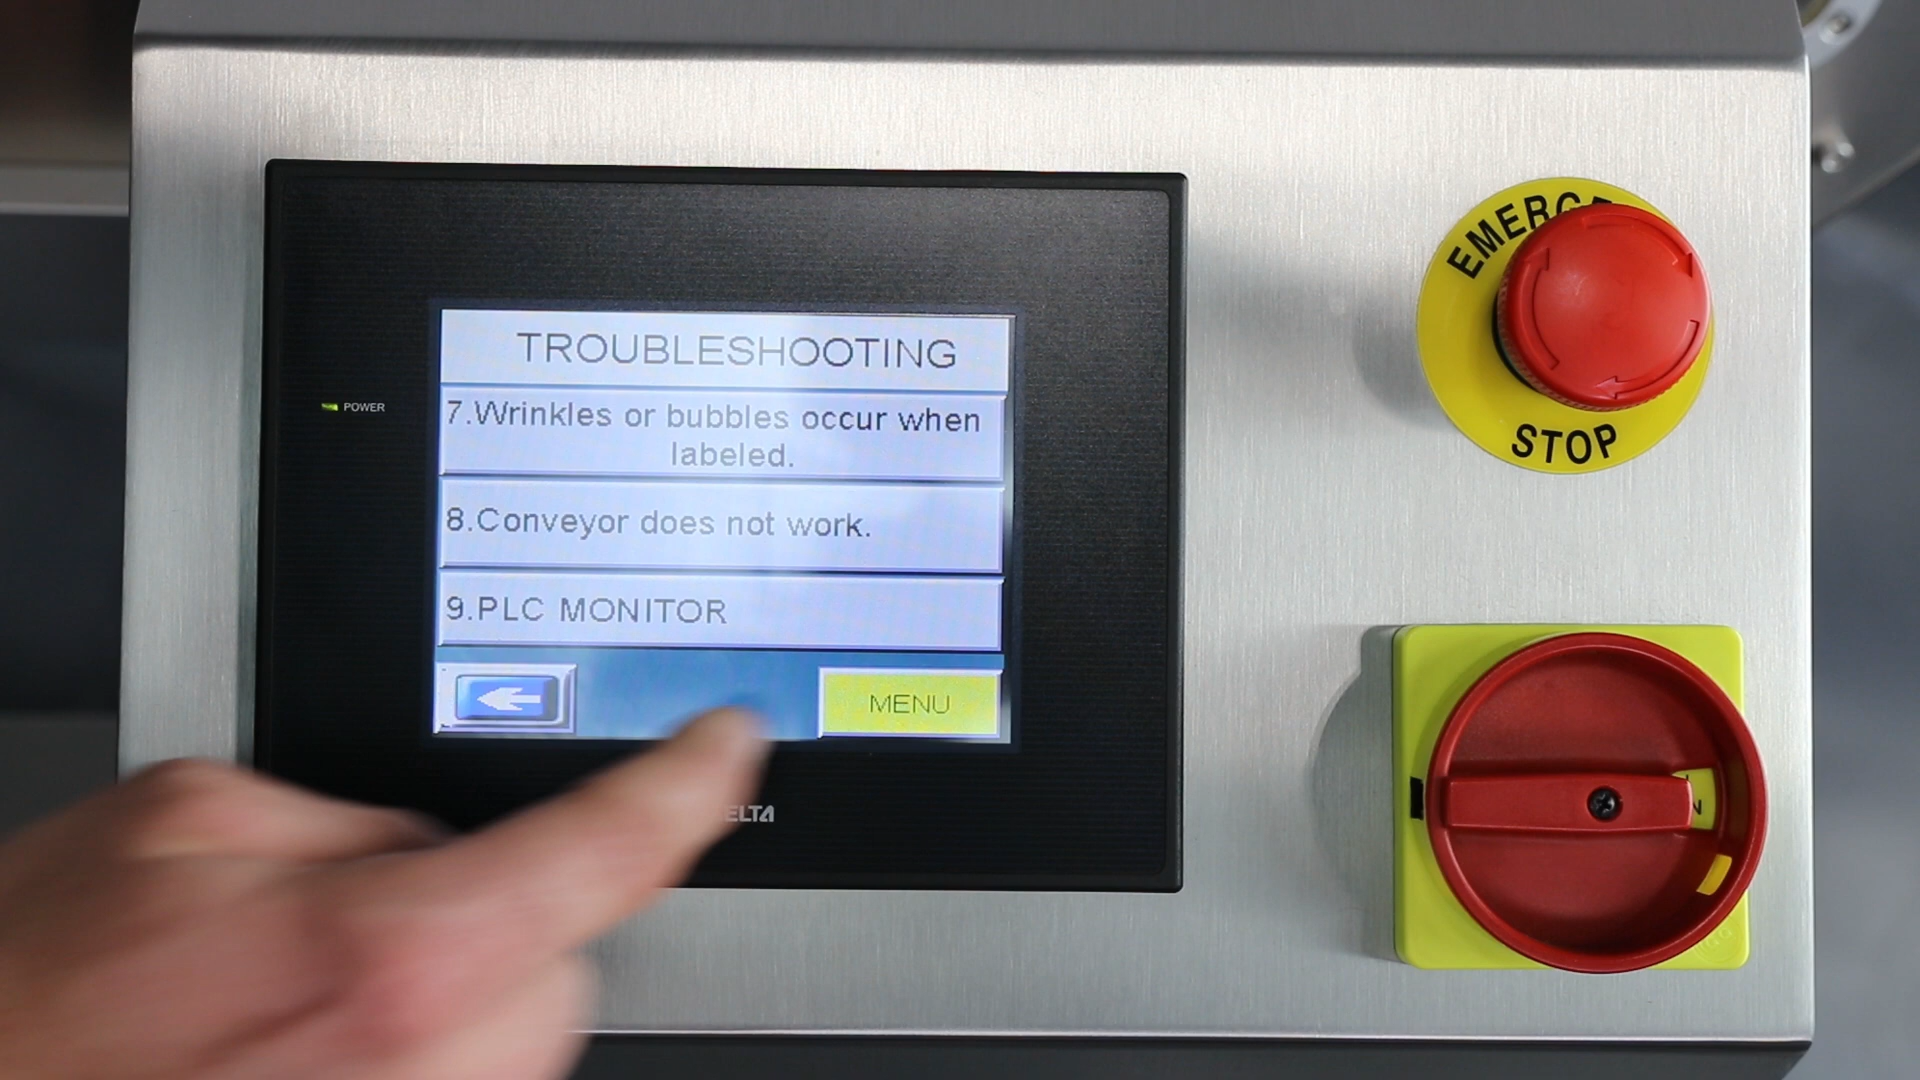 TROUBLESHOOTING
7.Wrinkles or bubbles occur when
labeled.
8.Conveyor does not work.
9.PLC MONITOR
MENU
POWER
STOP